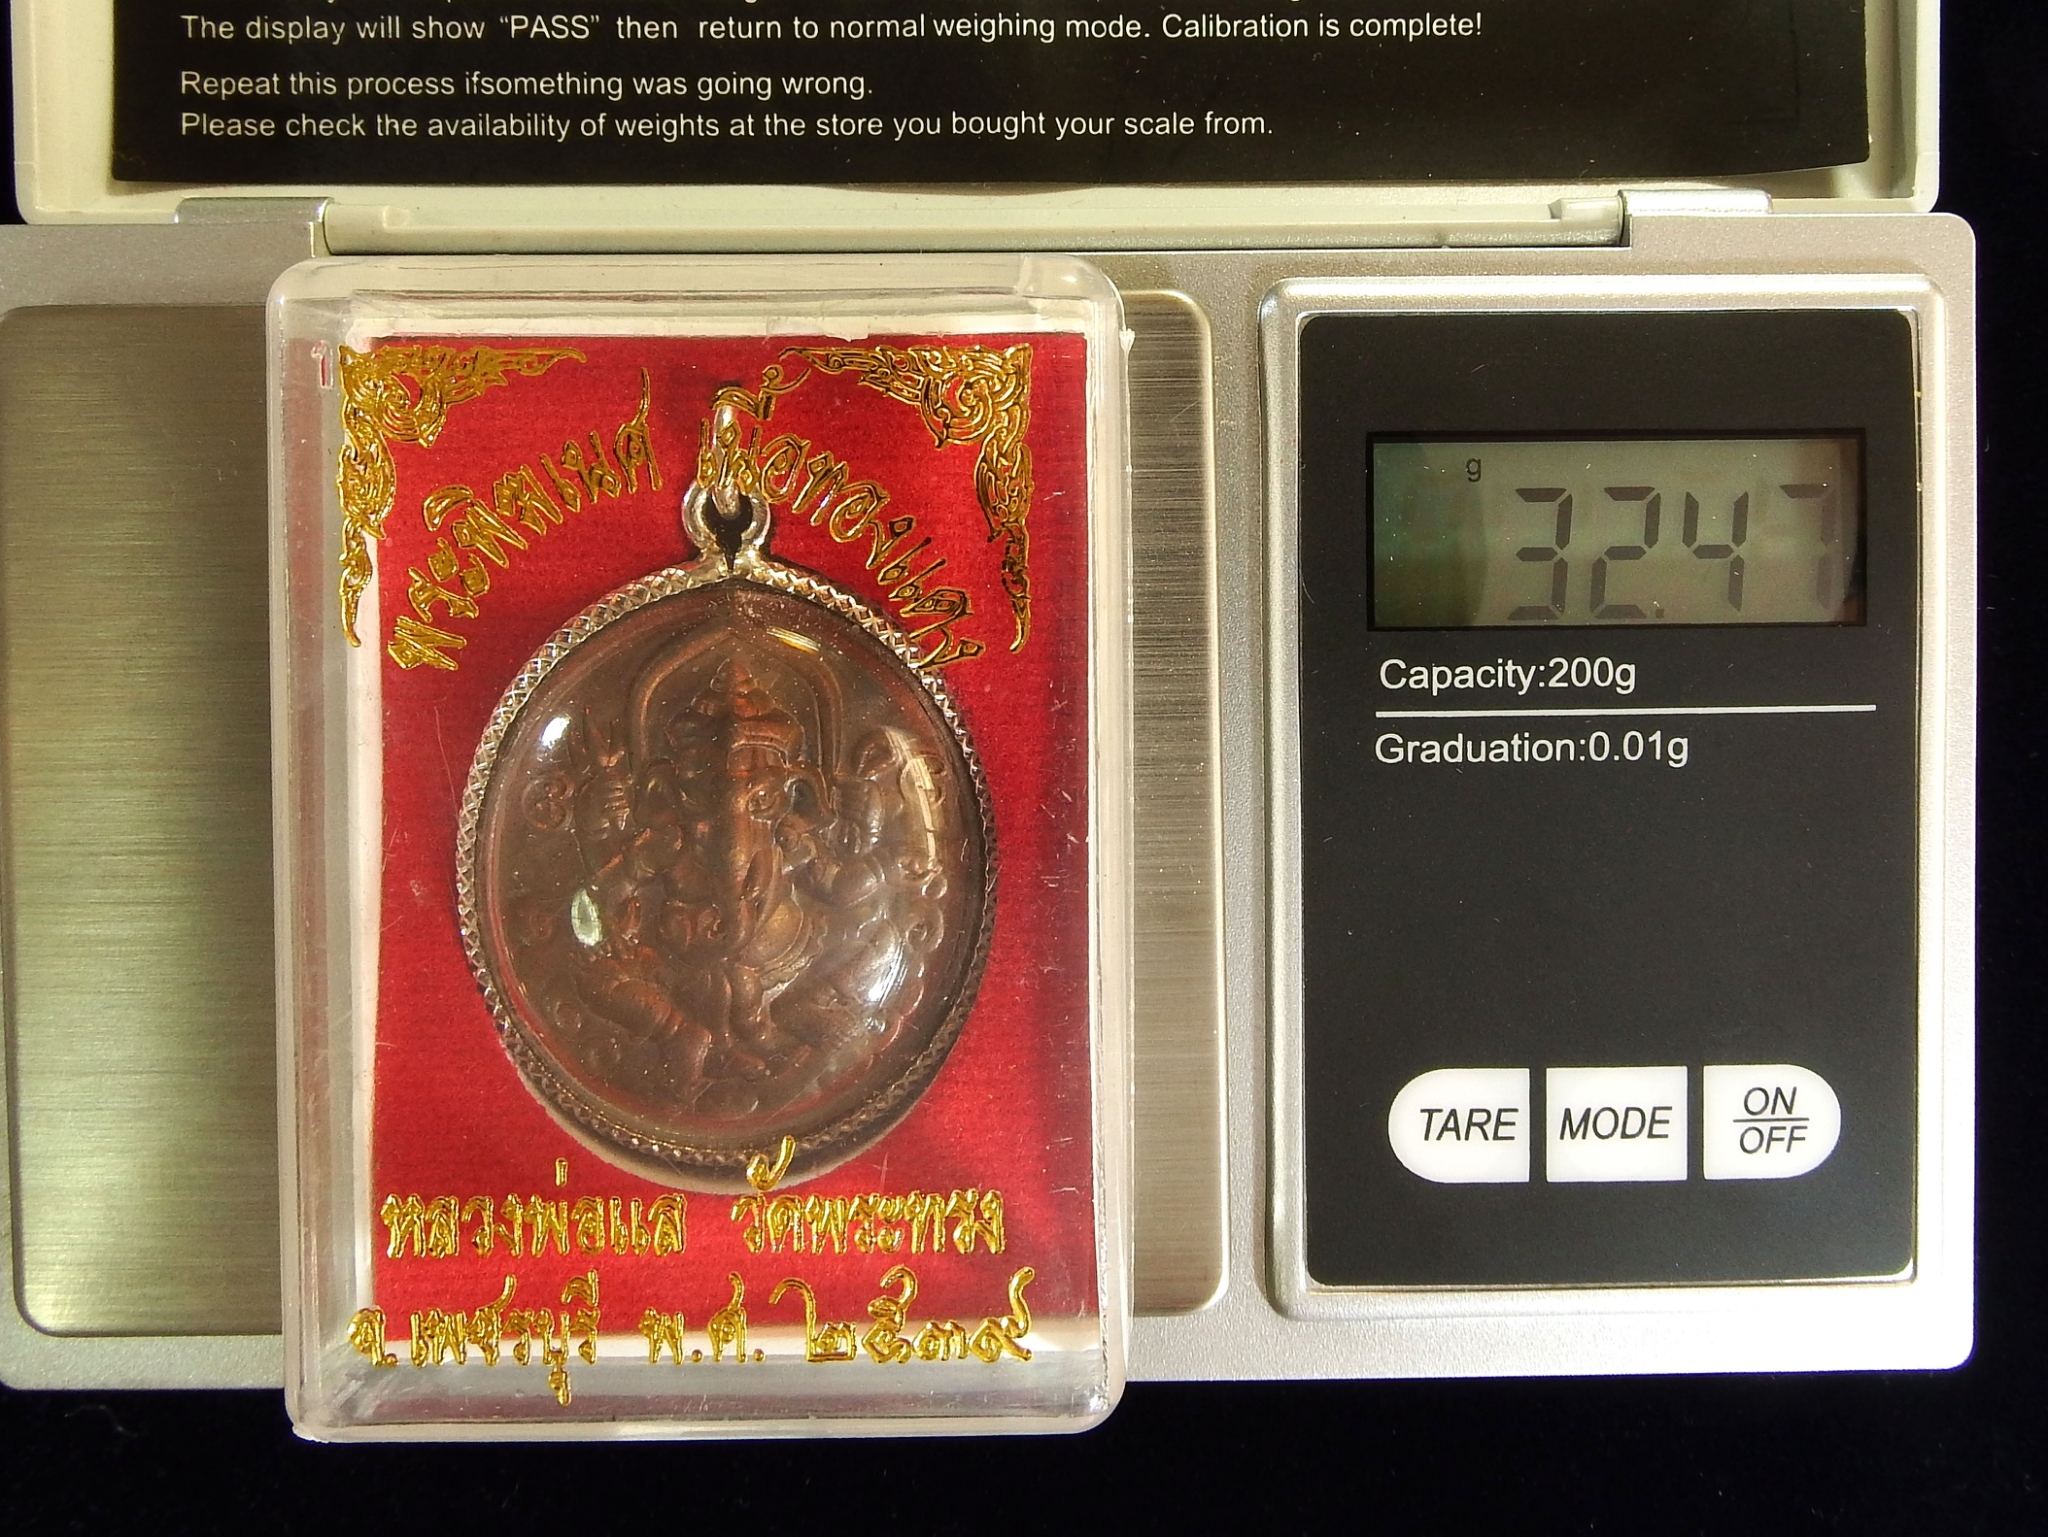 The display will show “PASS” then return to normal weighing mode. Calibration is complete!
Repeat this process ifsomething was going wrong.
Please check the availability of weights at the store you bought your scale from.
พระพิฆเนศ เนื้อทองแดง
หลวงพ่อแล วัดพระทรง
จ.เพชรบุรี พ.ศ. ๒๕๓๙
g
32.47
Capacity:200g
Graduation:0.01g
TARE
MODE
ON
OFF